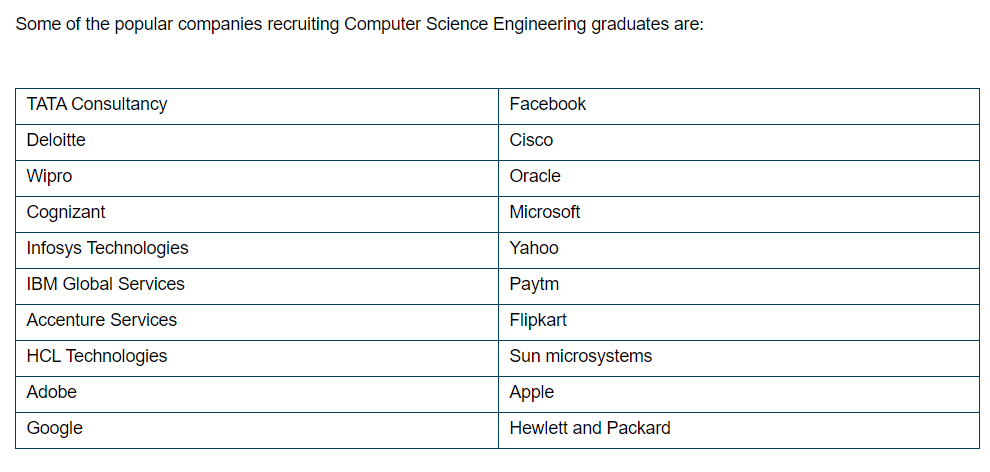 Some of the popular companies recruiting Computer Science Engineering graduates are:
TATA Consultancy Facebook
Deloitte Cisco
Wipro Oracle
Cognizant Microsoft
Infosys Technologies Yahoo
IBM Global Services Paytm
Accenture Services Flipkart
HCL Technologies Sun microsystems
Adobe Apple
Google Hewlett and Packard